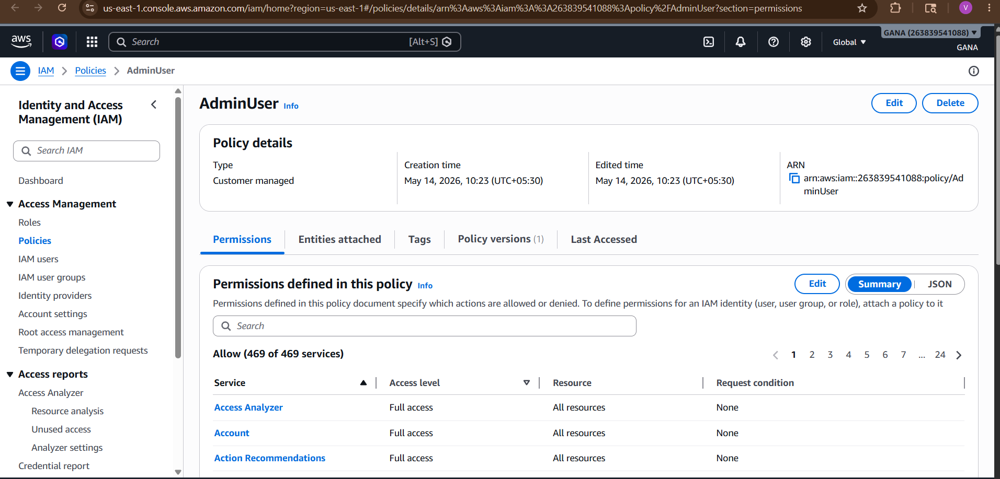 us-east-1.console.aws.amazon.com/iam/home?region=us-east-1#/policies/details/arn%3Aaws%3Aiam%3A%3A263839541088%3Apolicy%2FAdminUser?section=permissions
V
aws
Search
[Alt+S]
Global
GANA (263839541088)
GANA
IAM
Policies
AdminUser
Identity and Access
Management (IAM)
Search IAM
Dashboard
Access Management
Roles
Policies
IAM users
IAM user groups
Identity providers
Account settings
Root access management
Temporary delegation requests
Access reports
Access Analyzer
Resource analysis
Unused access
Analyzer settings
Credential report
AdminUser Info
Edit
Delete
Policy details
Type
Customer managed
Creation time
May 14, 2026, 10:23 (UTC+05:30)
Edited time
May 14, 2026, 10:23 (UTC+05:30)
ARN
arn:aws:iam::263839541088:policy/Ad
minUser
Permissions
Entities attached
Tags
Policy versions (1)
Last Accessed
Permissions defined in this policy Info
Edit
Summary
JSON
Permissions defined in this policy document specify which actions are allowed or denied. To define permissions for an IAM identity (user, user group, or role), attach a policy to it
Search
Allow (469 of 469 services)
1 2 3 4 5 6 7 ... 24
Service Access level Resource Request condition
Access Analyzer Full access All resources None
Account Full access All resources None
Action Recommendations Full access All resources None